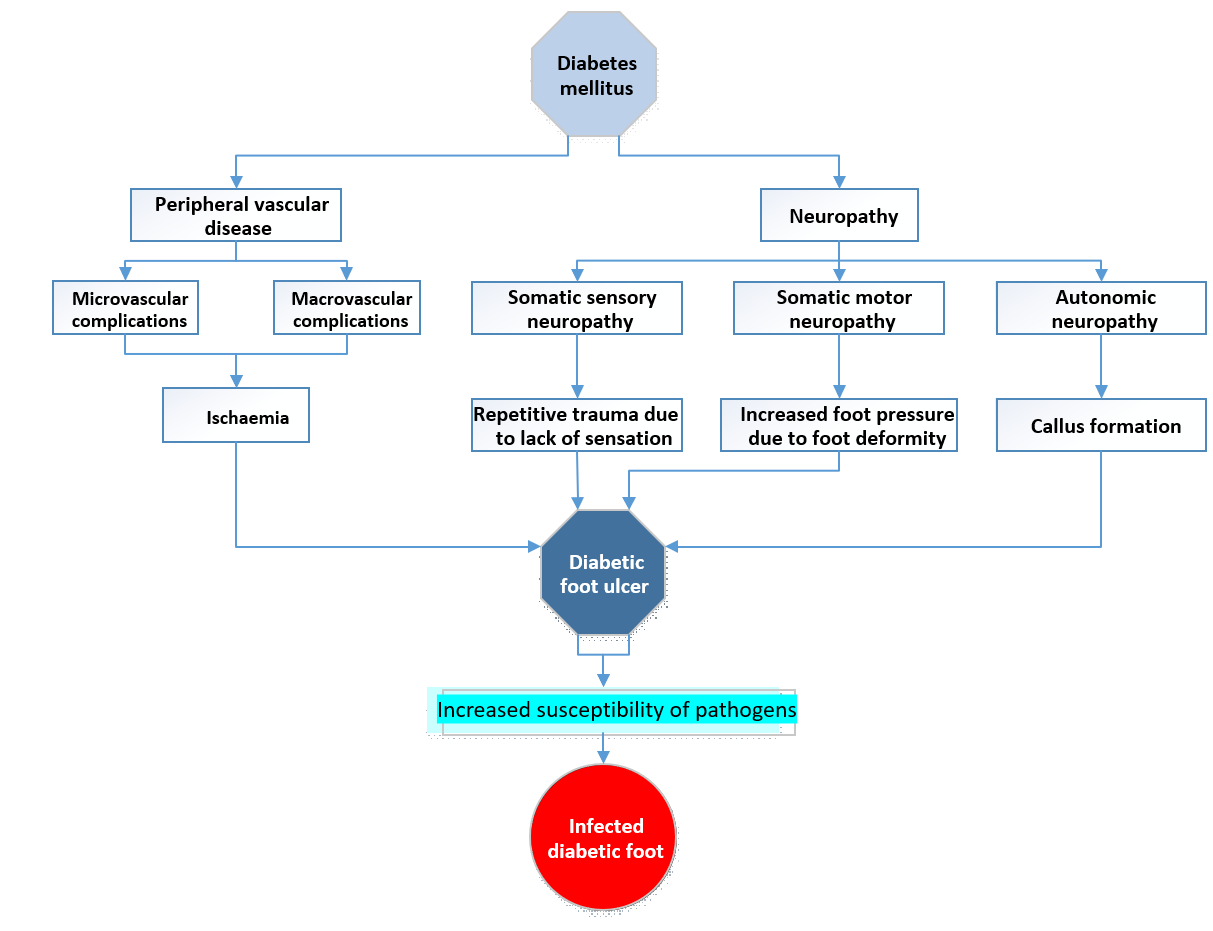 Diabetes
mellitus
Peripheral vascular
disease
Neuropathy
Microvascular
complications
Macrovascular
complications
Somatic sensory
neuropathy
Somatic motor
neuropathy
Autonomic
neuropathy
Ischaemia
Repetitive trauma due
to lack of sensation
Increased foot pressure
due to foot deformity
Callus formation
Diabetic
foot ulcer
Increased susceptibility of pathogens
Infected
diabetic foot